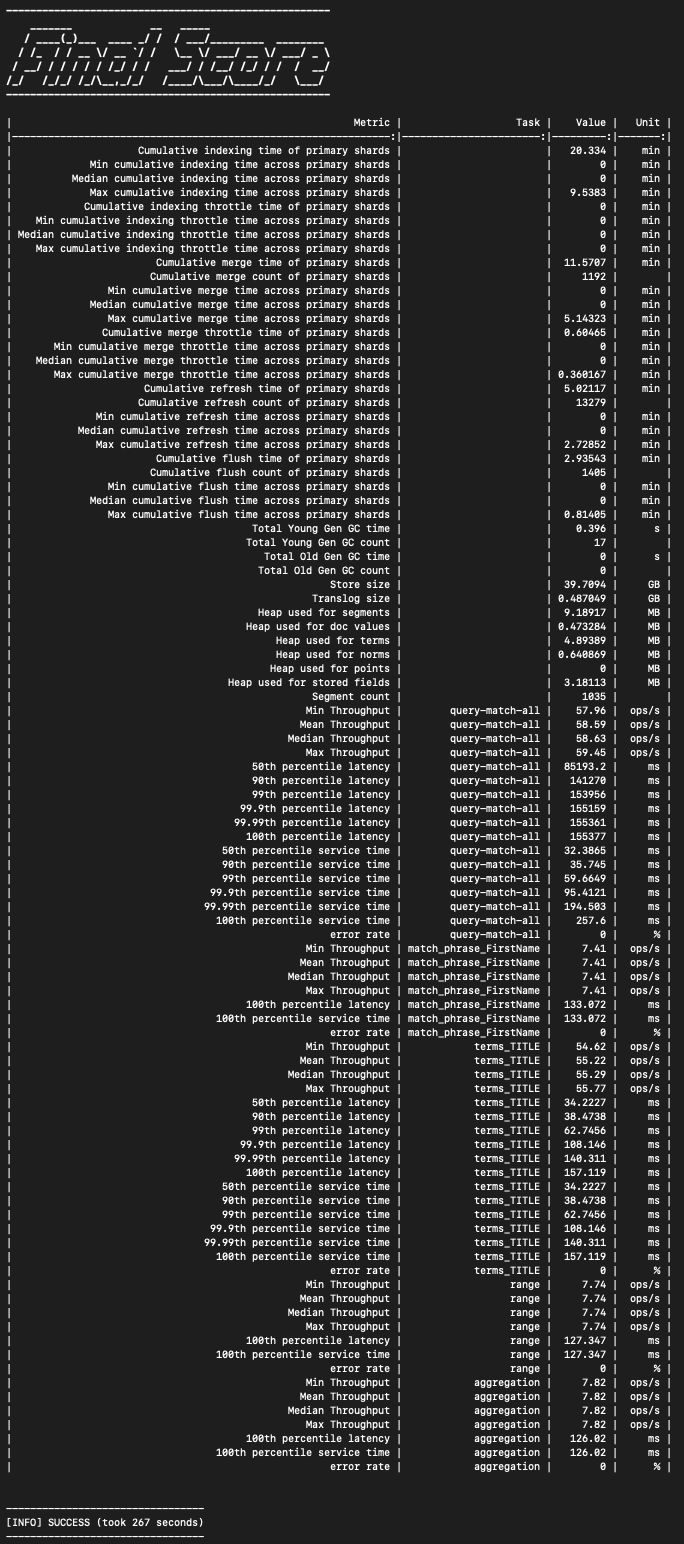 Final Score
| Metric | Task | Value | Unit |
|---:|---:|---:|---:|
| Cumulative indexing time of primary shards | | 20.334 | min |
| Min cumulative indexing time across primary shards | | 0 | min |
| Median cumulative indexing time across primary shards | | 0 | min |
| Max cumulative indexing time across primary shards | | 9.5383 | min |
| Cumulative indexing throttle time of primary shards | | 0 | min |
| Min cumulative indexing throttle time across primary shards | | 0 | min |
| Median cumulative indexing throttle time across primary shards | | 0 | min |
| Max cumulative indexing throttle time across primary shards | | 0 | min |
| Cumulative merge time of primary shards | | 11.5707 | min |
| Cumulative merge count of primary shards | | 1192 | |
| Min cumulative merge time across primary shards | | 0 | min |
| Median cumulative merge time across primary shards | | 0 | min |
| Max cumulative merge time across primary shards | | 5.14323 | min |
| Cumulative merge throttle time of primary shards | | 0.60465 | min |
| Min cumulative merge throttle time across primary shards | | 0 | min |
| Median cumulative merge throttle time across primary shards | | 0 | min |
| Max cumulative merge throttle time across primary shards | | 0.360167 | min |
| Cumulative refresh time of primary shards | | 5.02117 | min |
| Cumulative refresh count of primary shards | | 13279 | |
| Min cumulative refresh time across primary shards | | 0 | min |
| Median cumulative refresh time across primary shards | | 0 | min |
| Max cumulative refresh time across primary shards | | 2.72852 | min |
| Cumulative flush time of primary shards | | 2.93543 | min |
| Cumulative flush count of primary shards | | 1405 | |
| Min cumulative flush time across primary shards | | 0 | min |
| Median cumulative flush time across primary shards | | 0 | min |
| Max cumulative flush time across primary shards | | 0.81405 | min |
| Total Young Gen GC time | | 0.396 | s |
| Total Young Gen GC count | | 17 | |
| Total Old Gen GC time | | 0 | s |
| Total Old Gen GC count | | 0 | |
| Store size | | 39.7094 | GB |
| Translog size | | 0.487049 | GB |
| Heap used for segments | | 9.18917 | MB |
| Heap used for doc values | | 0.473284 | MB |
| Heap used for terms | | 4.89389 | MB |
| Heap used for norms | | 0.640869 | MB |
| Heap used for points | | 0 | MB |
| Heap used for stored fields | | 3.18113 | MB |
| Segment count | | 1035 | |
| Min Throughput | query-match-all | 57.96 | ops/s |
| Mean Throughput | query-match-all | 58.59 | ops/s |
| Median Throughput | query-match-all | 58.63 | ops/s |
| Max Throughput | query-match-all | 59.45 | ops/s |
| 50th percentile latency | query-match-all | 85193.2 | ms |
| 90th percentile latency | query-match-all | 141270 | ms |
| 99th percentile latency | query-match-all | 153956 | ms |
| 99.9th percentile latency | query-match-all | 155159 | ms |
| 99.99th percentile latency | query-match-all | 155361 | ms |
| 100th percentile latency | query-match-all | 155377 | ms |
| 50th percentile service time | query-match-all | 32.3865 | ms |
| 90th percentile service time | query-match-all | 35.745 | ms |
| 99th percentile service time | query-match-all | 59.6649 | ms |
| 99.9th percentile service time | query-match-all | 95.4121 | ms |
| 99.99th percentile service time | query-match-all | 194.503 | ms |
| 100th percentile service time | query-match-all | 257.6 | ms |
| error rate | query-match-all | 0 | % |
| Min Throughput | match_phrase_FirstName | 7.41 | ops/s |
| Mean Throughput | match_phrase_FirstName | 7.41 | ops/s |
| Median Throughput | match_phrase_FirstName | 7.41 | ops/s |
| Max Throughput | match_phrase_FirstName | 7.41 | ops/s |
| 100th percentile latency | match_phrase_FirstName | 133.072 | ms |
| 100th percentile service time | match_phrase_FirstName | 133.072 | ms |
| error rate | match_phrase_FirstName | 0 | % |
| Min Throughput | terms_TITLE | 54.62 | ops/s |
| Mean Throughput | terms_TITLE | 55.22 | ops/s |
| Median Throughput | terms_TITLE | 55.29 | ops/s |
| Max Throughput | terms_TITLE | 55.77 | ops/s |
| 50th percentile latency | terms_TITLE | 34.2227 | ms |
| 90th percentile latency | terms_TITLE | 38.4738 | ms |
| 99th percentile latency | terms_TITLE | 62.7456 | ms |
| 99.9th percentile latency | terms_TITLE | 108.146 | ms |
| 99.99th percentile latency | terms_TITLE | 140.311 | ms |
| 100th percentile latency | terms_TITLE | 157.119 | ms |
| 50th percentile service time | terms_TITLE | 34.2227 | ms |
| 90th percentile service time | terms_TITLE | 38.4738 | ms |
| 99th percentile service time | terms_TITLE | 62.7456 | ms |
| 99.9th percentile service time | terms_TITLE | 108.146 | ms |
| 99.99th percentile service time | terms_TITLE | 140.311 | ms |
| 100th percentile service time | terms_TITLE | 157.119 | ms |
| error rate | terms_TITLE | 0 | % |
| Min Throughput | range | 7.74 | ops/s |
| Mean Throughput | range | 7.74 | ops/s |
| Median Throughput | range | 7.74 | ops/s |
| Max Throughput | range | 7.74 | ops/s |
| 100th percentile latency | range | 127.347 | ms |
| 100th percentile service time | range | 127.347 | ms |
| error rate | range | 0 | % |
| Min Throughput | aggregation | 7.82 | ops/s |
| Mean Throughput | aggregation | 7.82 | ops/s |
| Median Throughput | aggregation | 7.82 | ops/s |
| Max Throughput | aggregation | 7.82 | ops/s |
| 100th percentile latency | aggregation | 126.02 | ms |
| 100th percentile service time | aggregation | 126.02 | ms |
| error rate | aggregation | 0 | % |
[INFO] SUCCESS (took 267 seconds)